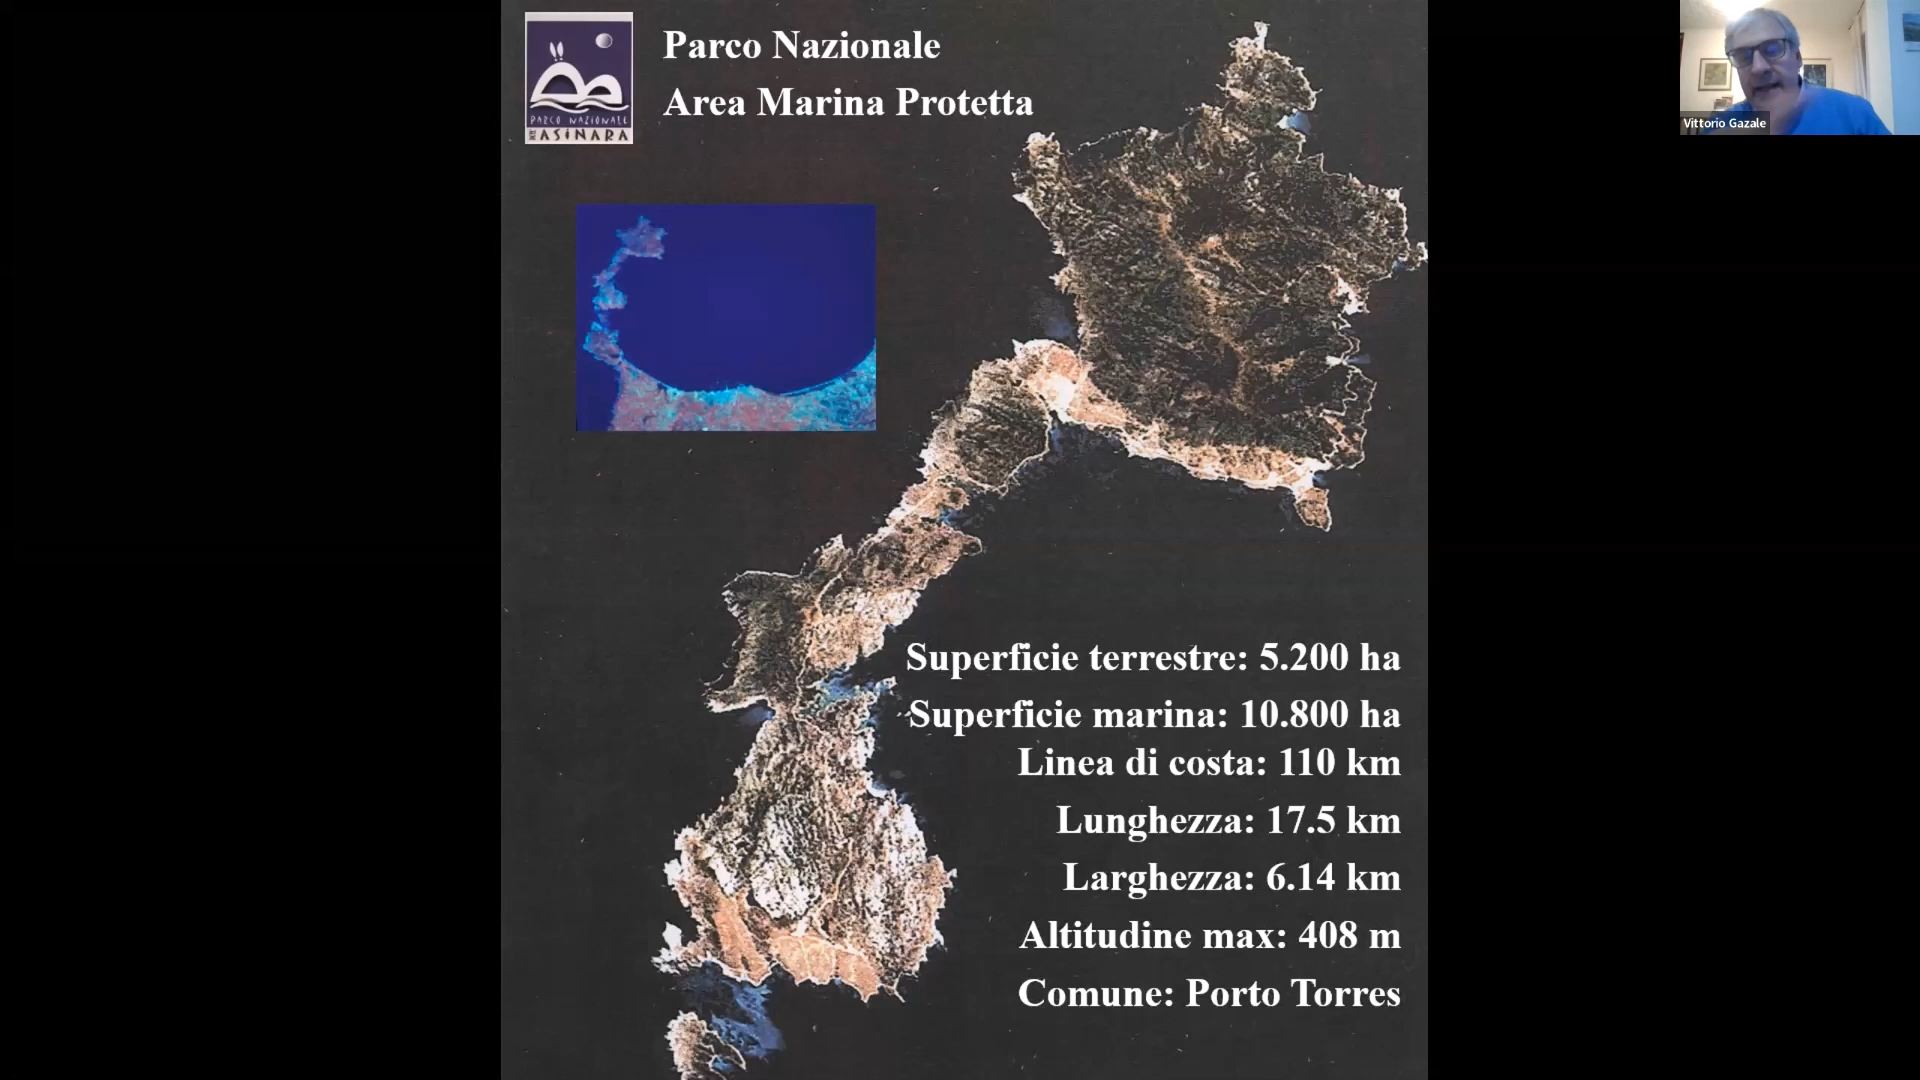 Parco Nazionale
Area Marina Protetta
PARCO NAZIONALE
ASINARA
Vittorio Gazale
Superficie terrestre: 5.200 ha
Superficie marina: 10.800 ha
Linea di costa: 110 km
Lunghezza: 17.5 km
Larghezza: 6.14 km
Altitudine max: 408 m
Comune: Porto Torres